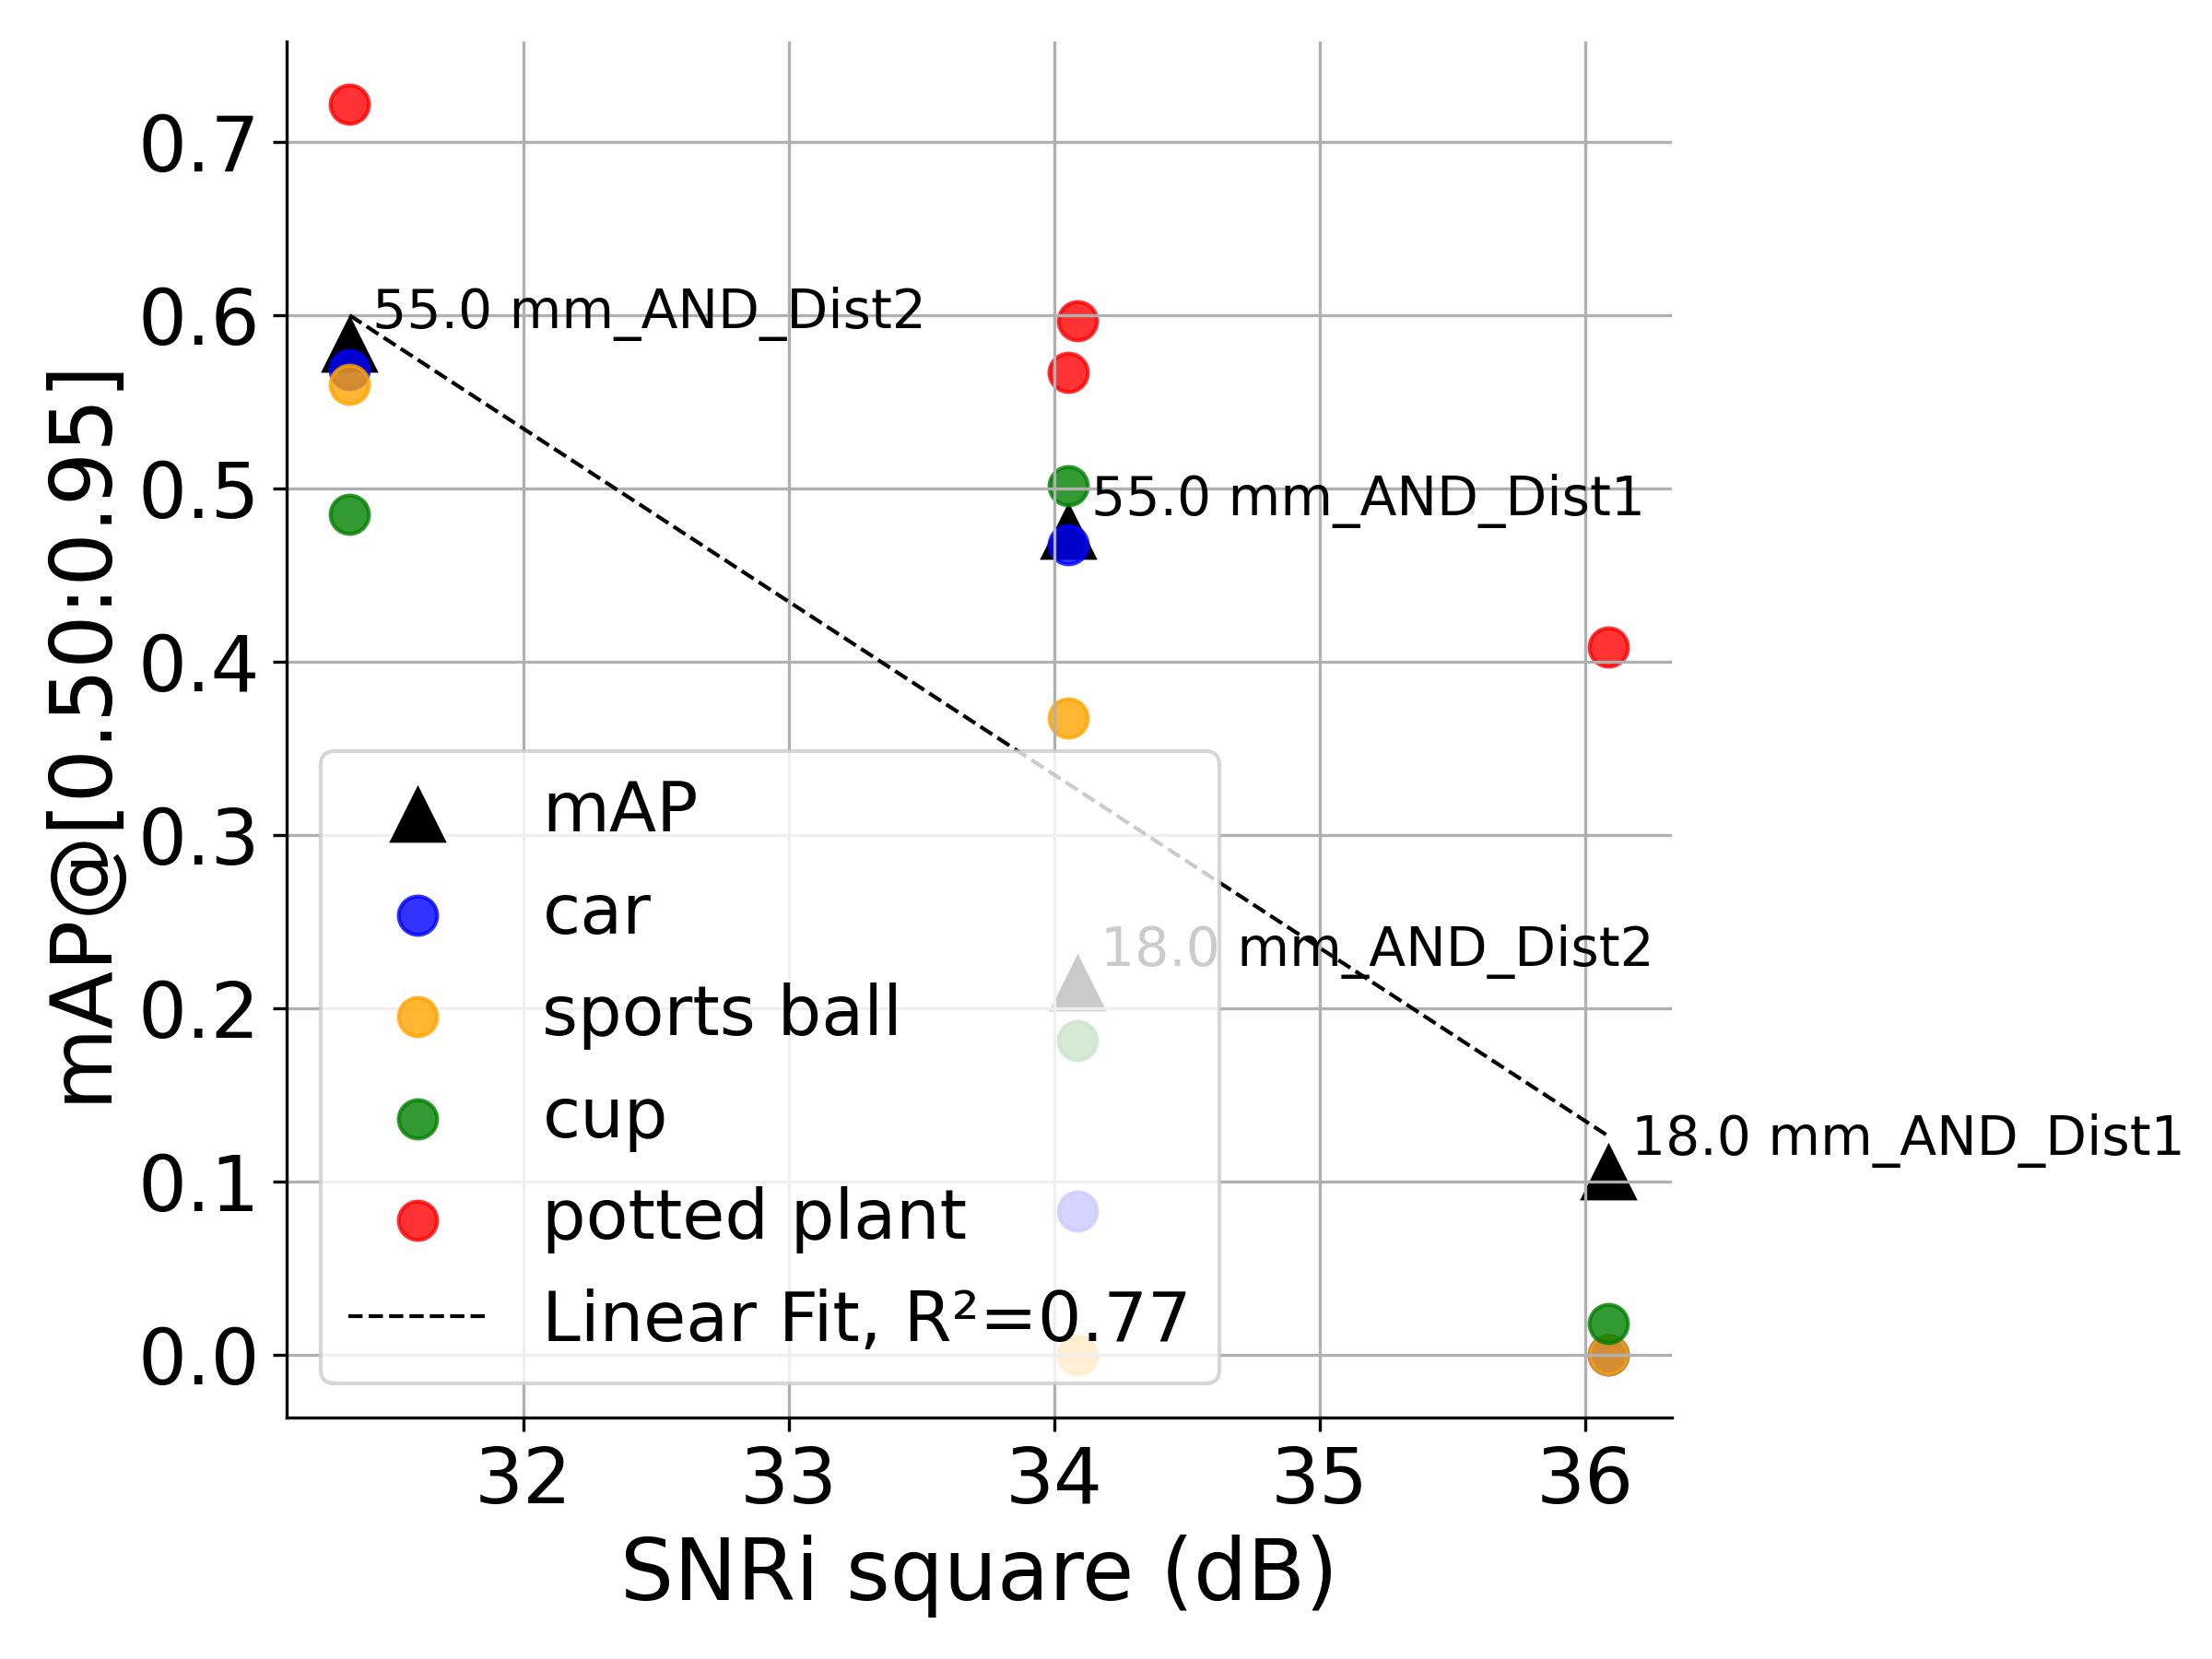 mAP@[0.50:0.95]
0.7
0.6
0.5
0.4
0.3
0.2
0.1
0.0
55.0 mm_AND_Dist2
55.0 mm_AND_Dist1
18.0 mm_AND_Dist2
18.0 mm_AND_Dist1
mAP
car
sports ball
cup
potted plant
Linear Fit, R²=0.77
32 33 34 35 36
SNRi square (dB)